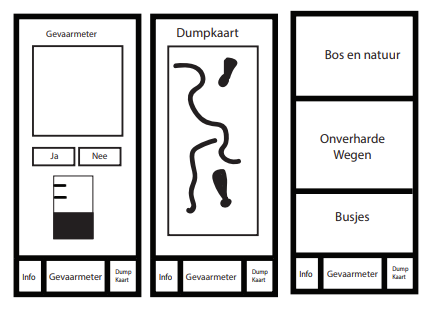 Gevaarmeter
Ja
Nee
Info
Gevaarmeter
Dump
Kaart
Dumpkaart
Info
Gevaarmeter
Dump
Kaart
Bos en natuur
Onverharde
Wegen
Busjes
Info
Gevaarmeter
Dump
Kaart